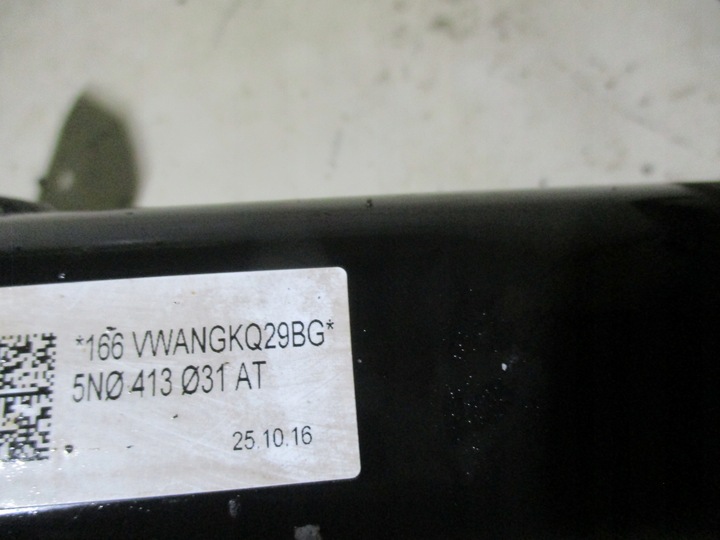 *166 VWANGKQ29BG*
5NØ 413 Ø31 AT
25.10.16